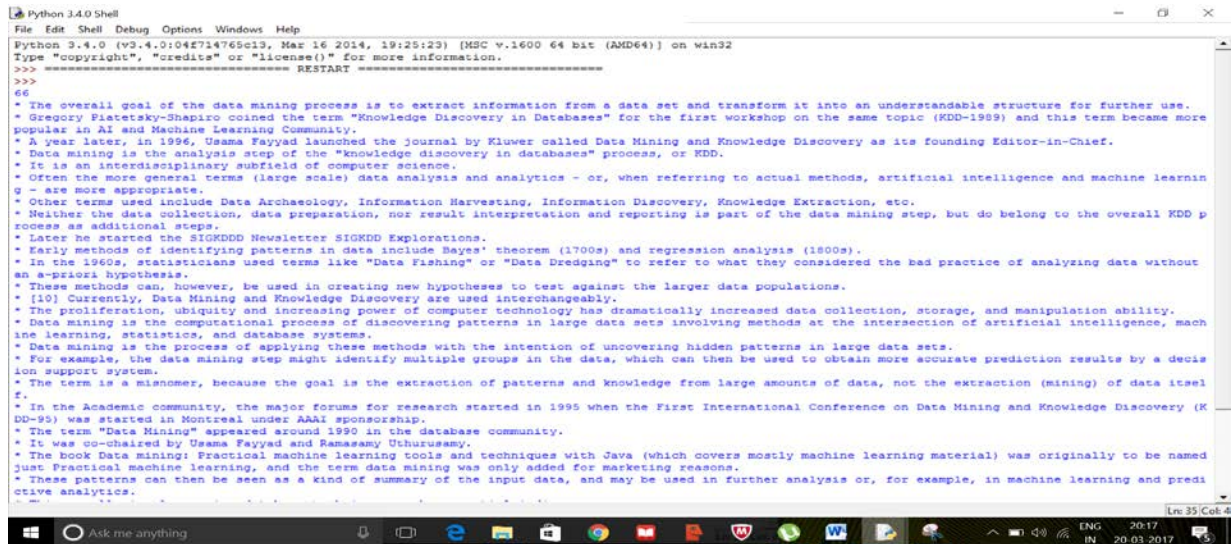 Python 3.4.0 Shell
File Edit Shell Debug Options Windows Help
Python 3.4.0 (v3.4.0:04f714765c13, Mar 16 2014, 19:25:23) [MSC v.1600 64 bit (AMD64)] on win32
Type "copyright", "credits" or "license()" for more information.
>>> ================================ RESTART ================================
>>>
66
* The overall goal of the data mining process is to extract information from a data set and transform it into an understandable structure for further use.
* Gregory Piatetsky-Shapiro coined the term "Knowledge Discovery in Databases" for the first workshop on the same topic (KDD-1989) and this term became more
popular in AI and Machine Learning Community.
* A year later, in 1996, Usama Fayyad launched the journal by Kluwer called Data Mining and Knowledge Discovery as its founding Editor-in-Chief.
* Data mining is the analysis step of the "knowledge discovery in databases" process, or KDD.
* It is an interdisciplinary subfield of computer science.
* Often the more general terms (large scale) data analysis and analytics - or, when referring to actual methods, artificial intelligence and machine learnin
g - are more appropriate.
* Other terms used include Data Archaeology, Information Harvesting, Information Discovery, Knowledge Extraction, etc.
* Neither the data collection, data preparation, nor result interpretation and reporting is part of the data mining step, but do belong to the overall KDD p
rocess as additional steps.
* Later he started the SIGKDDD Newsletter SIGKDD Explorations.
* Early methods of identifying patterns in data include Bayes' theorem (1700s) and regression analysis (1800s).
* In the 1960s, statisticians used terms like "Data Fishing" or "Data Dredging" to refer to what they considered the bad practice of analyzing data without
an a-priori hypothesis.
* These methods can, however, be used in creating new hypotheses to test against the larger data populations.
* [10] Currently, Data Mining and Knowledge Discovery are used interchangeably.
* The proliferation, ubiquity and increasing power of computer technology has dramatically increased data collection, storage, and manipulation ability.
* Data mining is the computational process of discovering patterns in large data sets involving methods at the intersection of artificial intelligence, mach
ine learning, statistics, and database systems.
* Data mining is the process of applying these methods with the intention of uncovering hidden patterns in large data sets.
* For example, the data mining step might identify multiple groups in the data, which can then be used to obtain more accurate prediction results by a decis
ion support system.
* The term is a misnomer, because the goal is the extraction of patterns and knowledge from large amounts of data, not the extraction (mining) of data itsel
f.
* In the Academic community, the major forums for research started in 1995 when the First International Conference on Data Mining and Knowledge Discovery (K
DD-95) was started in Montreal under AAAI sponsorship.
* The term "Data Mining" appeared around 1990 in the database community.
* It was co-chaired by Usama Fayyad and Ramasamy Uthurusamy.
* The book Data mining: Practical machine learning tools and techniques with Java (which covers mostly machine learning material) was originally to be named
just Practical machine learning, and the term data mining was only added for marketing reasons.
* These patterns can then be seen as a kind of summary of the input data, and may be used in further analysis or, for example, in machine learning and predi
ctive analytics.
Ln: 35 Col: 4
Ask me anything
ENG
IN
20:17
20-03-2017